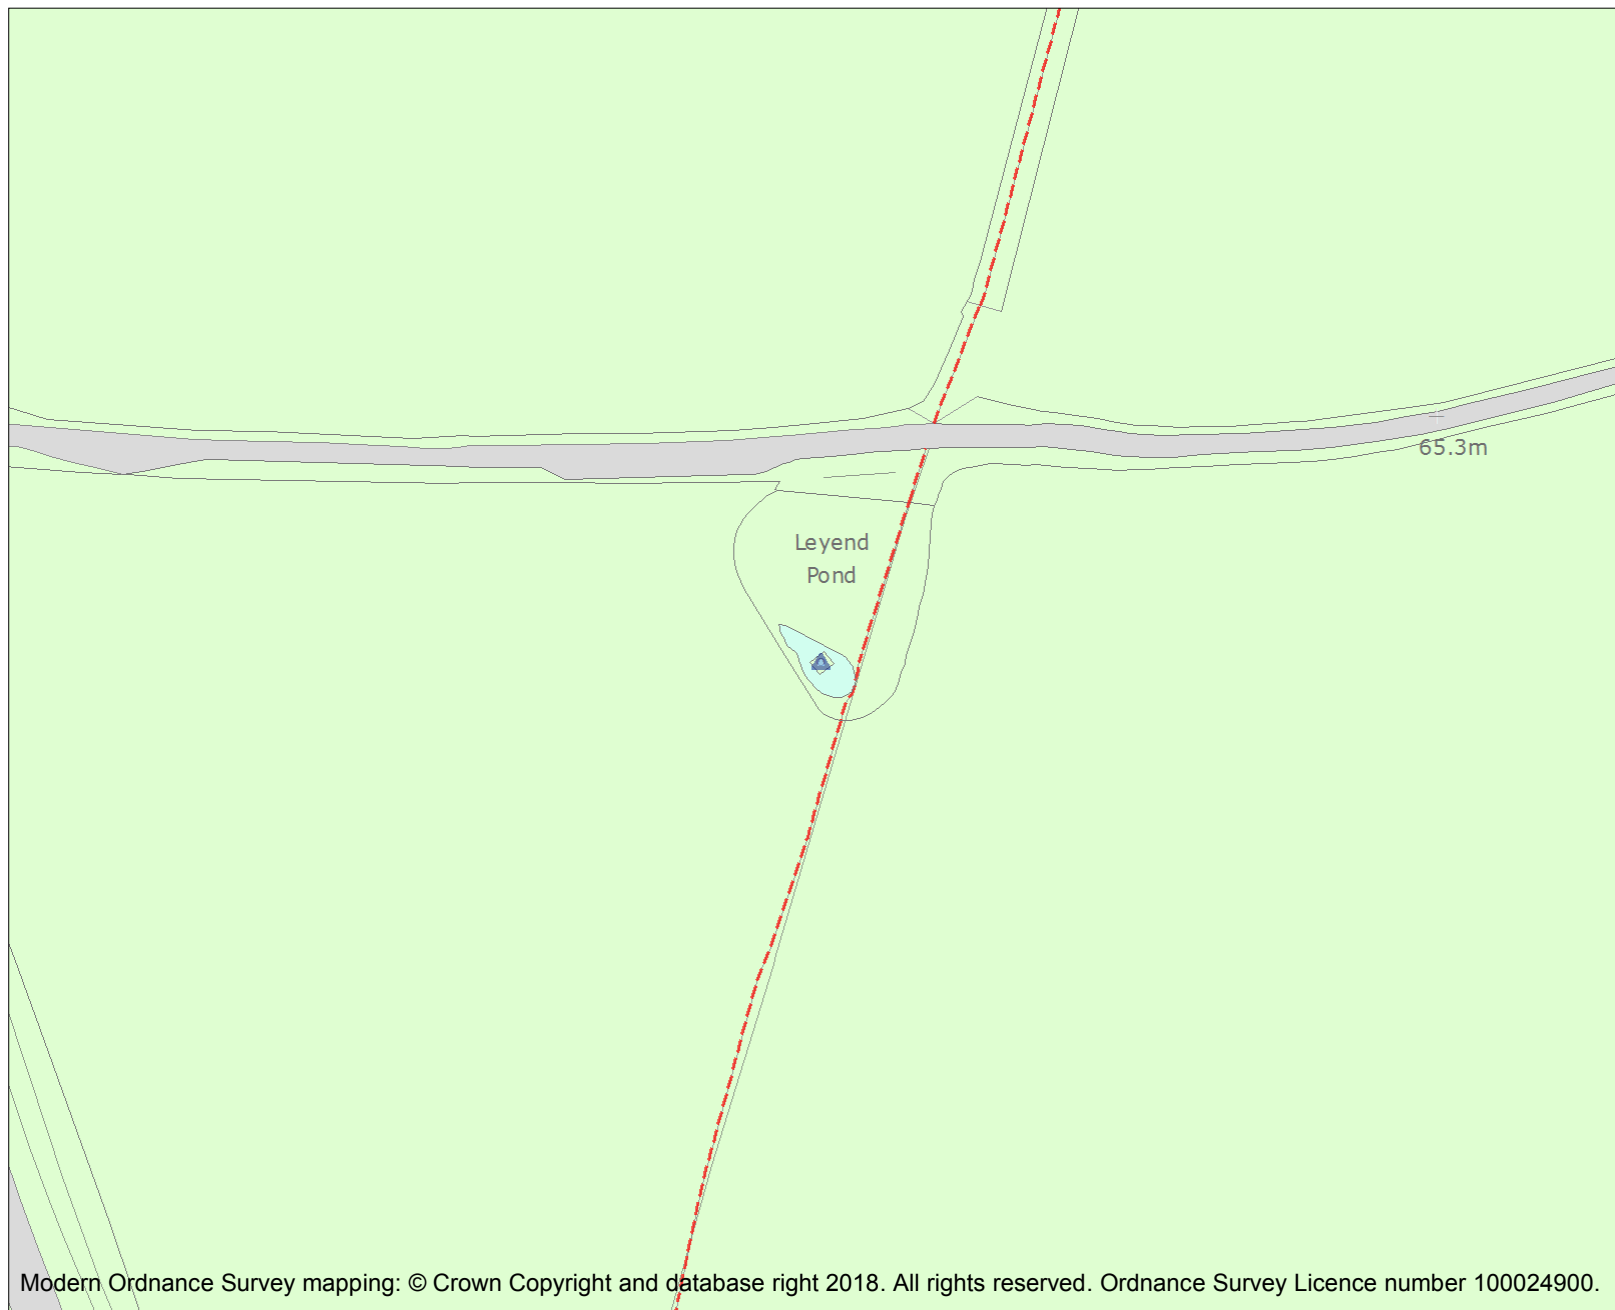 65.3m
Leyend
Pond
Modern Ordnance Survey mapping: © Crown Copyright and database right 2018. All rights reserved. Ordnance Survey Licence number 100024900.